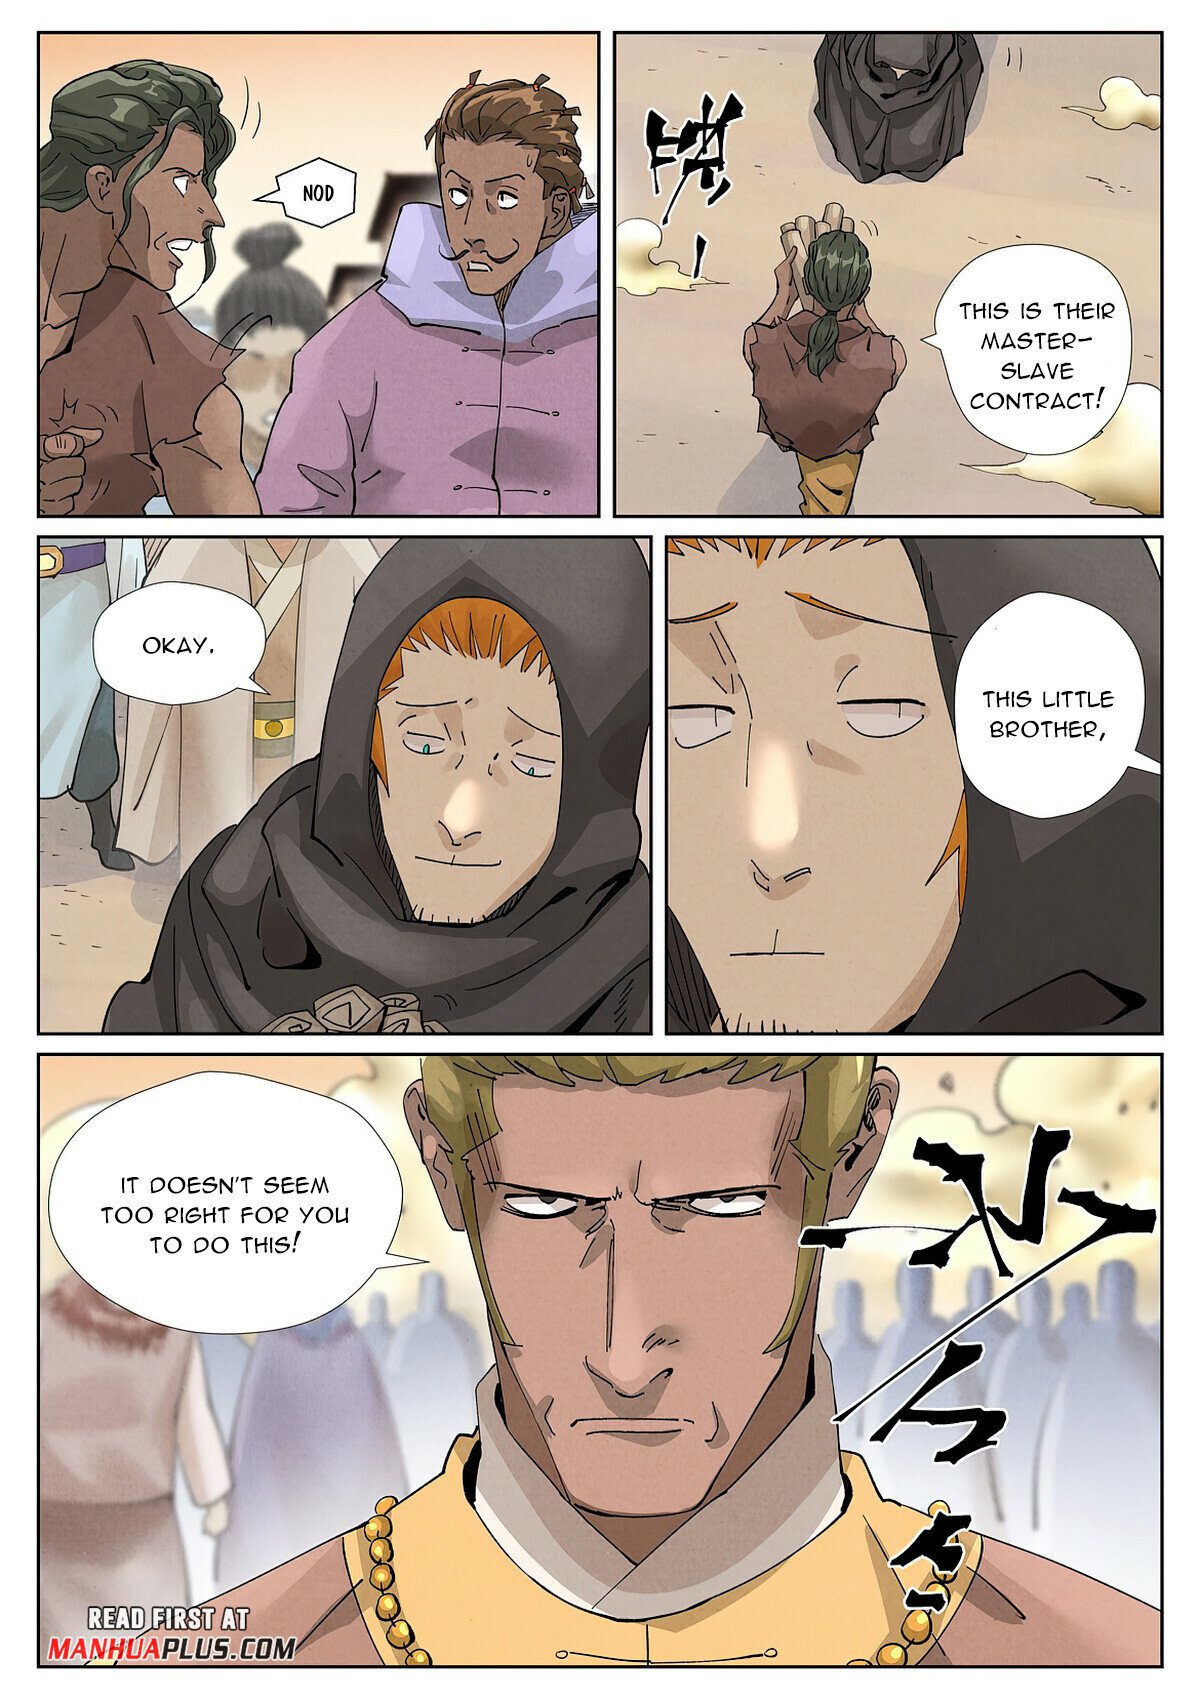 NOD
THIS IS THEIR
MASTER-
SLAVE
CONTRACT!
OKAY.
THIS LITTLE
BROTHER,
IT DOESN'T SEEM
TOO RIGHT FOR YOU
TO DO THIS!
READ FIRST AT
MANHUAPLUS.COM